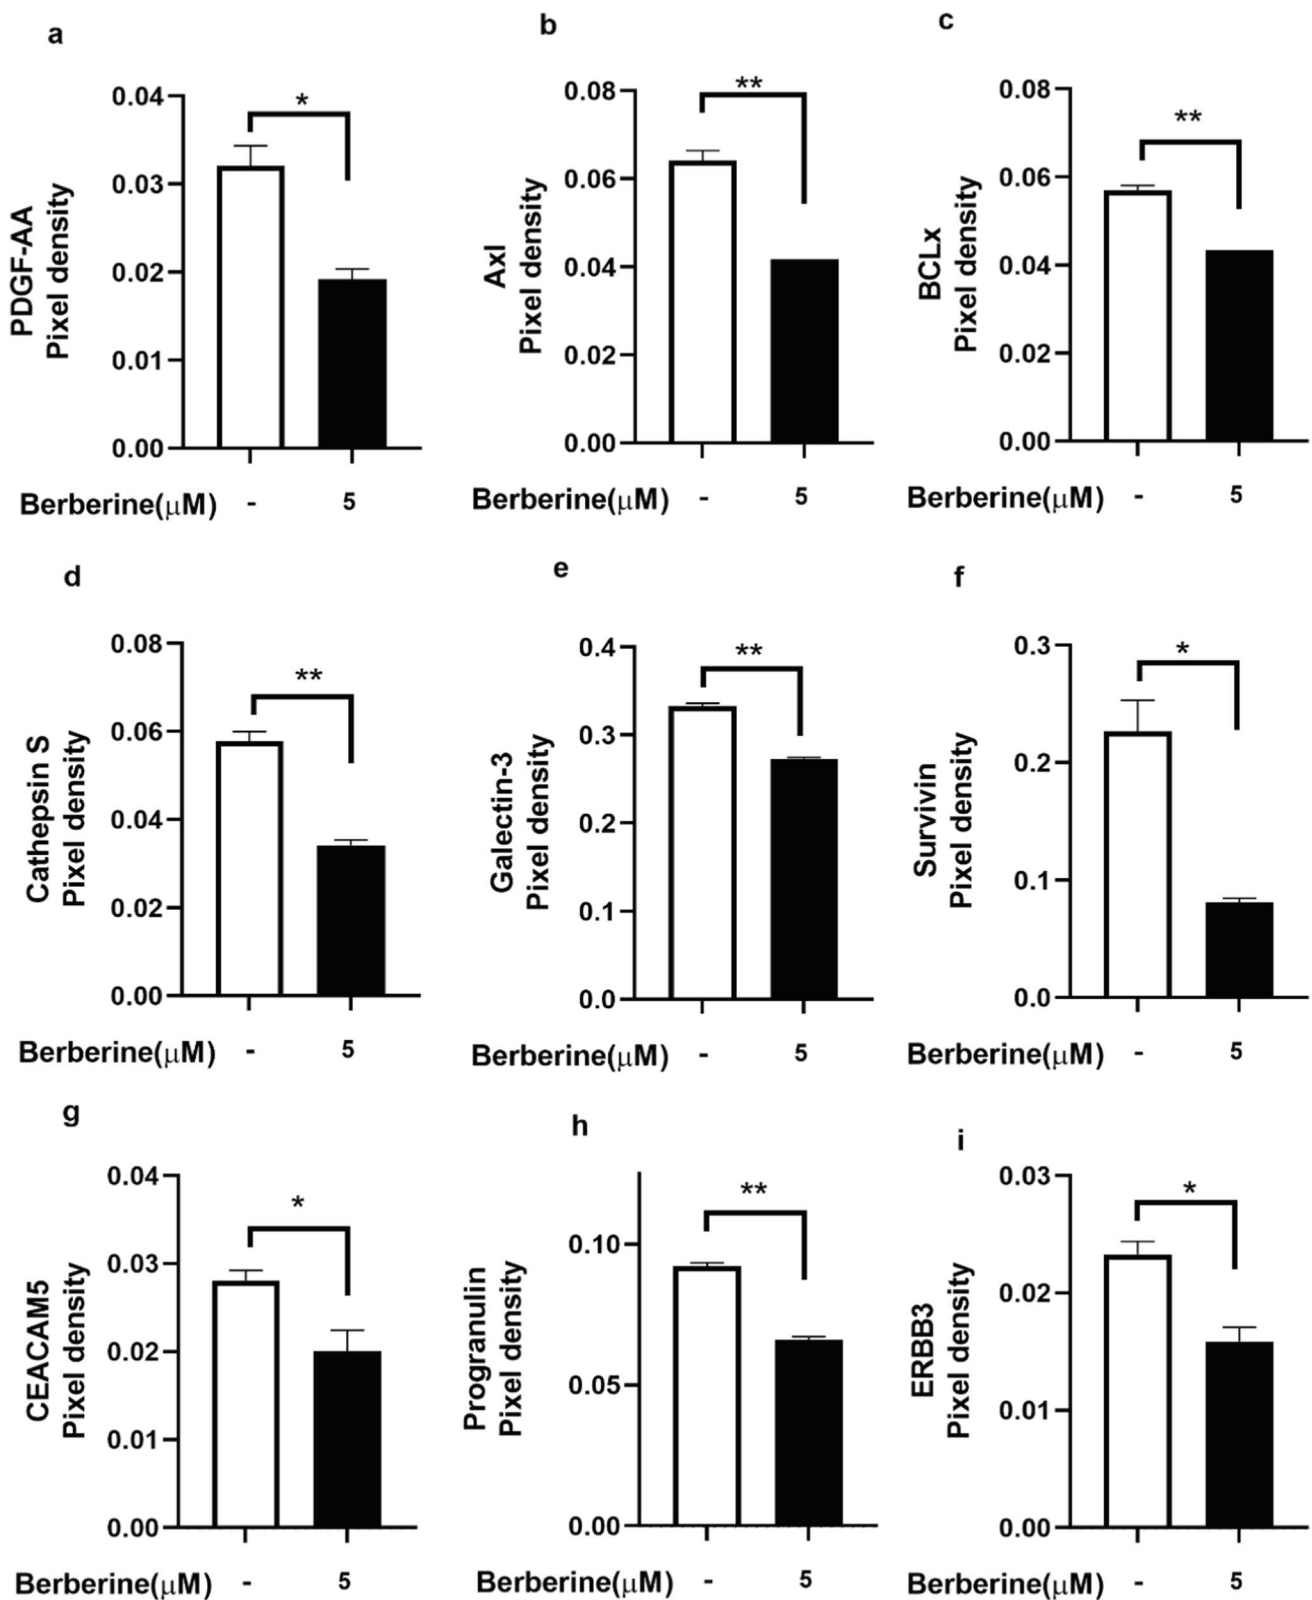 a
PDGF-AA
Pixel density
0.04
0.03
0.02
0.01
0.00
*
Berberine(μM) - 5
b
Axl
Pixel density
0.08
0.06
0.04
0.02
0.00
**
Berberine(μM) - 5
c
BCLx
Pixel density
0.08
0.06
0.04
0.02
0.00
**
Berberine(μM) - 5
d
Cathepsin S
Pixel density
0.08
0.06
0.04
0.02
0.00
**
Berberine(μM) - 5
e
Galectin-3
Pixel density
0.4
0.3
0.2
0.1
0.0
**
Berberine(μM) - 5
f
Survivin
Pixel density
0.3
0.2
0.1
0.0
*
Berberine(μM) - 5
g
CEACAM5
Pixel density
0.04
0.03
0.02
0.01
0.00
*
Berberine(μM) - 5
h
Progranulin
Pixel density
0.10
0.05
0.00
**
Berberine(μM) - 5
i
ERBB3
Pixel density
0.03
0.02
0.01
0.00
*
Berberine(μM) - 5